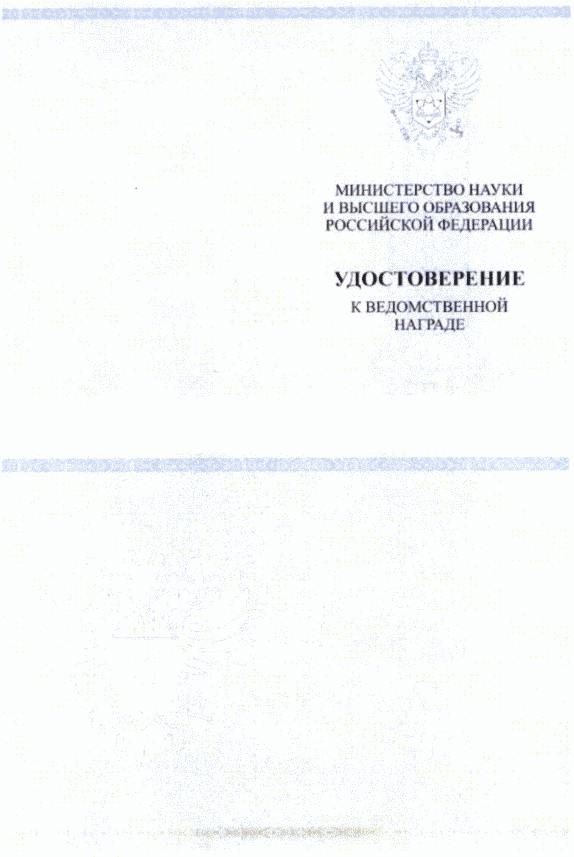 МИНИСТЕРСТВО НАУКИ
И ВЫСШЕГО ОБРАЗОВАНИЯ
РОССИЙСКОЙ ФЕДЕРАЦИИ
УДОСТОВЕРЕНИЕ
К ВЕДОМСТВЕННОЙ
НАГРАДЕ